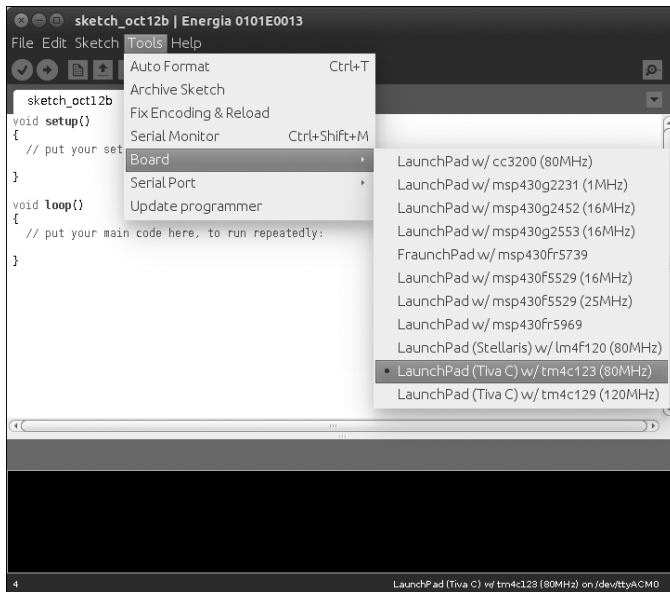 sketch_oct12b | Energia 0101E0013
File Edit Sketch Tools Help
sketch_oct12b
Auto Format Ctrl+T
Archive Sketch
Fix Encoding & Reload
Serial Monitor Ctrl+Shift+M
Board
Serial Port
Update programmer
LaunchPad w/ cc3200 (80MHz)
LaunchPad w/ msp430g2231 (1MHz)
LaunchPad w/ msp430g2452 (16MHz)
LaunchPad w/ msp430g2553 (16MHz)
FraunchPad w/ msp430fr5739
LaunchPad w/ msp430f5529 (16MHz)
LaunchPad w/ msp430f5529 (25MHz)
LaunchPad w/ msp430fr5969
LaunchPad (Stellaris) w/ lm4f120 (80MHz)
LaunchPad (Tiva C) w/ tm4c123 (80MHz)
LaunchPad (Tiva C) w/ tm4c129 (120MHz)
void setup()
{
// put your set
}
void loop()
{
// put your main code here, to run repeatedly:
}
4 LaunchPad (Tiva C) w/ tm4c123 (80MHz) on /dev/ttyACM0